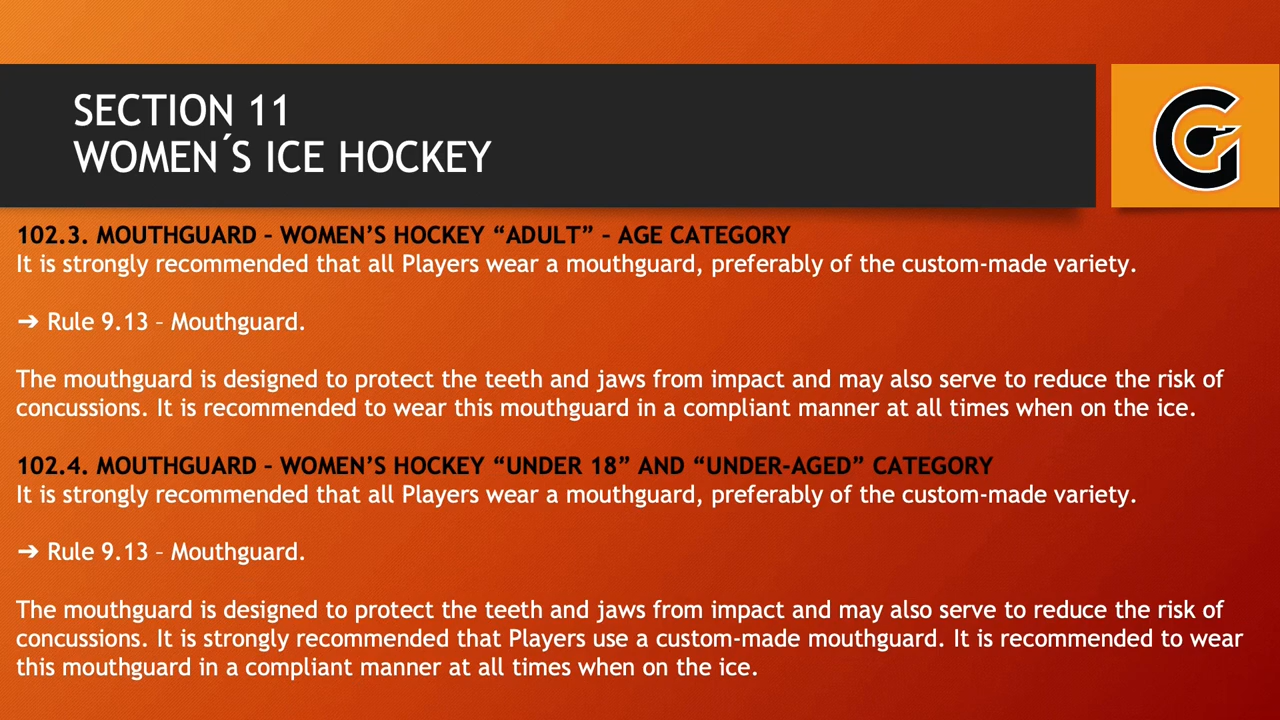 SECTION 11
WOMEN´S ICE HOCKEY
G
102.3. MOUTHGUARD – WOMEN’S HOCKEY “ADULT” – AGE CATEGORY
It is strongly recommended that all Players wear a mouthguard, preferably of the custom-made variety.
➔ Rule 9.13 – Mouthguard.
The mouthguard is designed to protect the teeth and jaws from impact and may also serve to reduce the risk of
concussions. It is recommended to wear this mouthguard in a compliant manner at all times when on the ice.
102.4. MOUTHGUARD – WOMEN’S HOCKEY “UNDER 18” AND “UNDER-AGED” CATEGORY
It is strongly recommended that all Players wear a mouthguard, preferably of the custom-made variety.
➔ Rule 9.13 – Mouthguard.
The mouthguard is designed to protect the teeth and jaws from impact and may also serve to reduce the risk of
concussions. It is strongly recommended that Players use a custom-made mouthguard. It is recommended to wear
this mouthguard in a compliant manner at all times when on the ice.